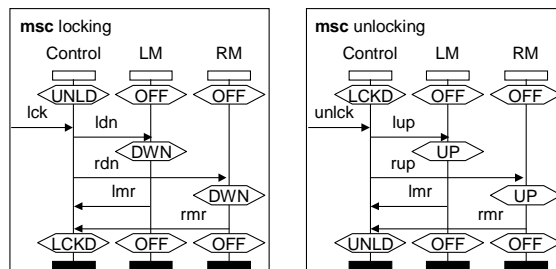 msc locking
Control LM RM
UNLD OFF OFF
lck
ldn
DWN
rdn
DWN
lmr
rmr
LCKD OFF OFF
msc unlocking
Control LM RM
LCKD OFF OFF
unlck
lup
UP
rup
UP
lmr
rmr
UNLD OFF OFF